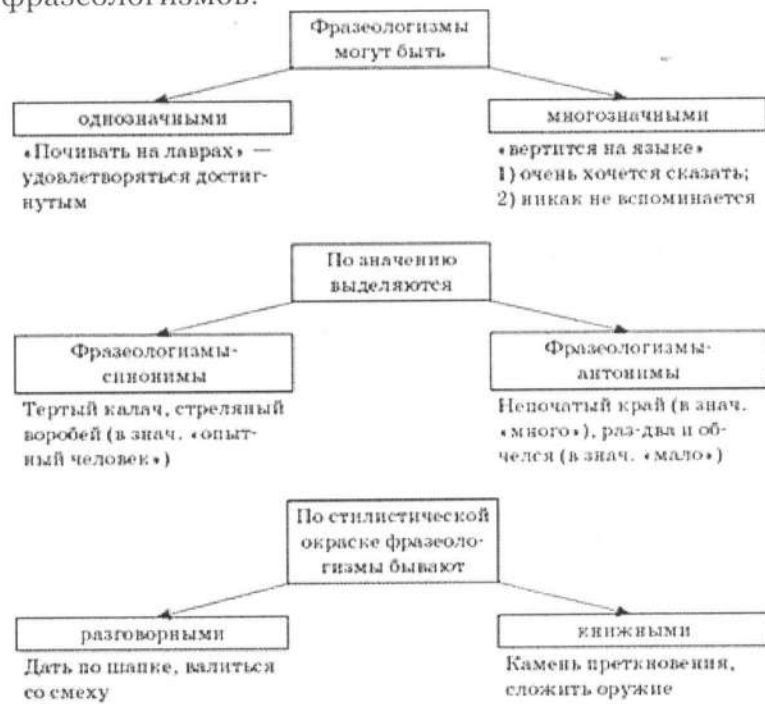 фразеологизмов.
Фразеологизмы
могут быть
однозначными
«Почивать на лаврах» —
удовлетворяться достиг-
нутым
многозначными
«вертится на языке»
1) очень хочется сказать;
2) никак не вспоминается
По значению
выделяются
Фразеологизмы-
синонимы
Тертый калач, стреляный
воробей (в знач. «опыт-
ный человек»)
Фразеологизмы-
антонимы
Непочатый край (в знач.
«много»), раз-два и об-
челся (в знач. «мало»)
По стилистической
окраске фразеоло-
гизмы бывают
разговорными
Дать по шапке, валиться
со смеху
книжными
Камень преткновения,
сложить оружие